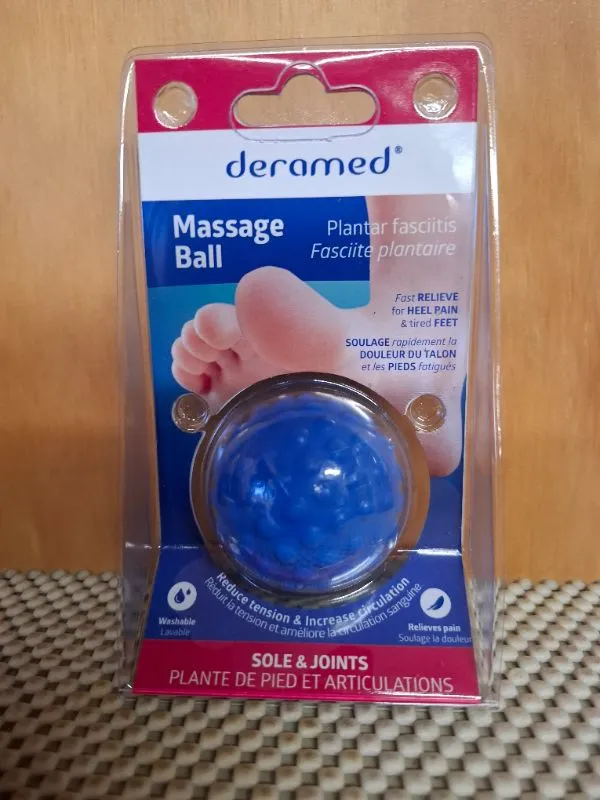 deramed®
Massage
Ball
Plantar fasciitis
Fasciite plantaire
Fast RELIEVE
for HEEL PAIN
& tired FEET
SOULAGE rapidement la
DOULEUR DU TALON
et les PIEDS fatigués
Reduce tension & Increase circulation
Réduit la tension et améliore la circulation sanguine
Washable
Lavable
Relieves pain
Soulage la douleur
SOLE & JOINTS
PLANTE DE PIED ET ARTICULATIONS